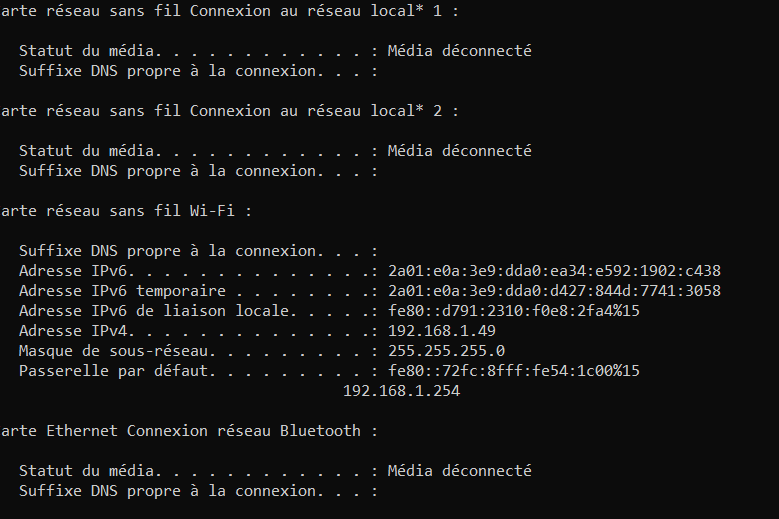 arte réseau sans fil Connexion au réseau local* 1 :
Statut du média. . . . . . . . . . . . : Média déconnecté
Suffixe DNS propre à la connexion. . . :
arte réseau sans fil Connexion au réseau local* 2 :
Statut du média. . . . . . . . . . . . : Média déconnecté
Suffixe DNS propre à la connexion. . . :
arte réseau sans fil Wi-Fi :
Suffixe DNS propre à la connexion. . . :
Adresse IPv6. . . . . . . . . . . . . .: 2a01:e0a:3e9:dda0:ea34:e592:1902:c438
Adresse IPv6 temporaire . . . . . . . .: 2a01:e0a:3e9:dda0:d427:844d:7741:3058
Adresse IPv6 de liaison locale. . . . .: fe80::d791:2310:f0e8:2fa4%15
Adresse IPv4. . . . . . . . . . . . . .: 192.168.1.49
Masque de sous-réseau. . . . . . . . . : 255.255.255.0
Passerelle par défaut. . . . . . . . . : fe80::72fc:8fff:fe54:1c00%15
192.168.1.254
arte Ethernet Connexion réseau Bluetooth :
Statut du média. . . . . . . . . . . . : Média déconnecté
Suffixe DNS propre à la connexion. . . :